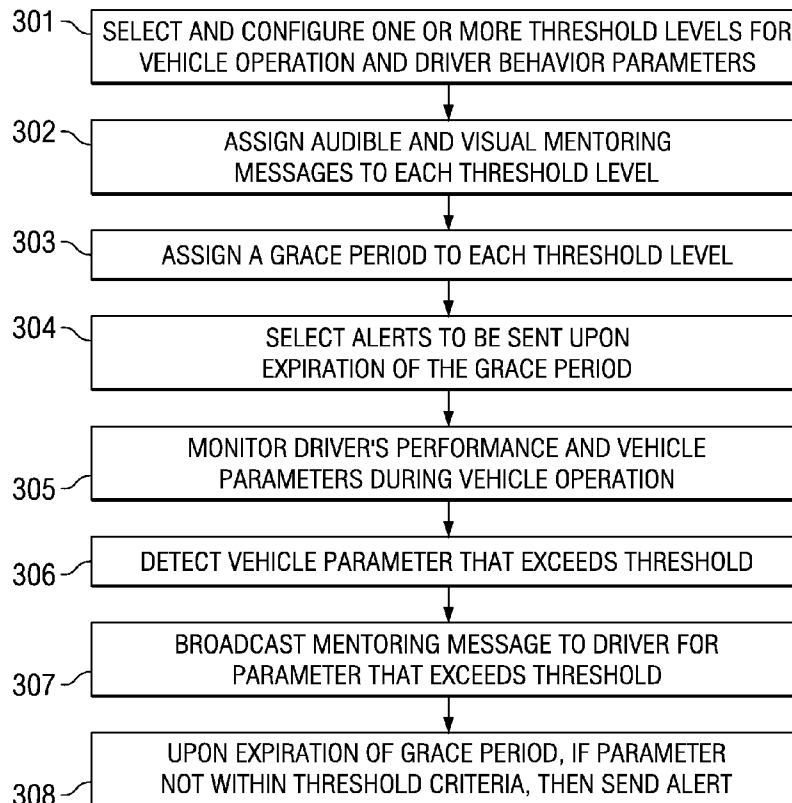 301
SELECT AND CONFIGURE ONE OR MORE THRESHOLD LEVELS FOR
VEHICLE OPERATION AND DRIVER BEHAVIOR PARAMETERS
302
ASSIGN AUDIBLE AND VISUAL MENTORING
MESSAGES TO EACH THRESHOLD LEVEL
303
ASSIGN A GRACE PERIOD TO EACH THRESHOLD LEVEL
304
SELECT ALERTS TO BE SENT UPON
EXPIRATION OF THE GRACE PERIOD
305
MONITOR DRIVER'S PERFORMANCE AND VEHICLE
PARAMETERS DURING VEHICLE OPERATION
306
DETECT VEHICLE PARAMETER THAT EXCEEDS THRESHOLD
307
BROADCAST MENTORING MESSAGE TO DRIVER FOR
PARAMETER THAT EXCEEDS THRESHOLD
308
UPON EXPIRATION OF GRACE PERIOD, IF PARAMETER
NOT WITHIN THRESHOLD CRITERIA, THEN SEND ALERT